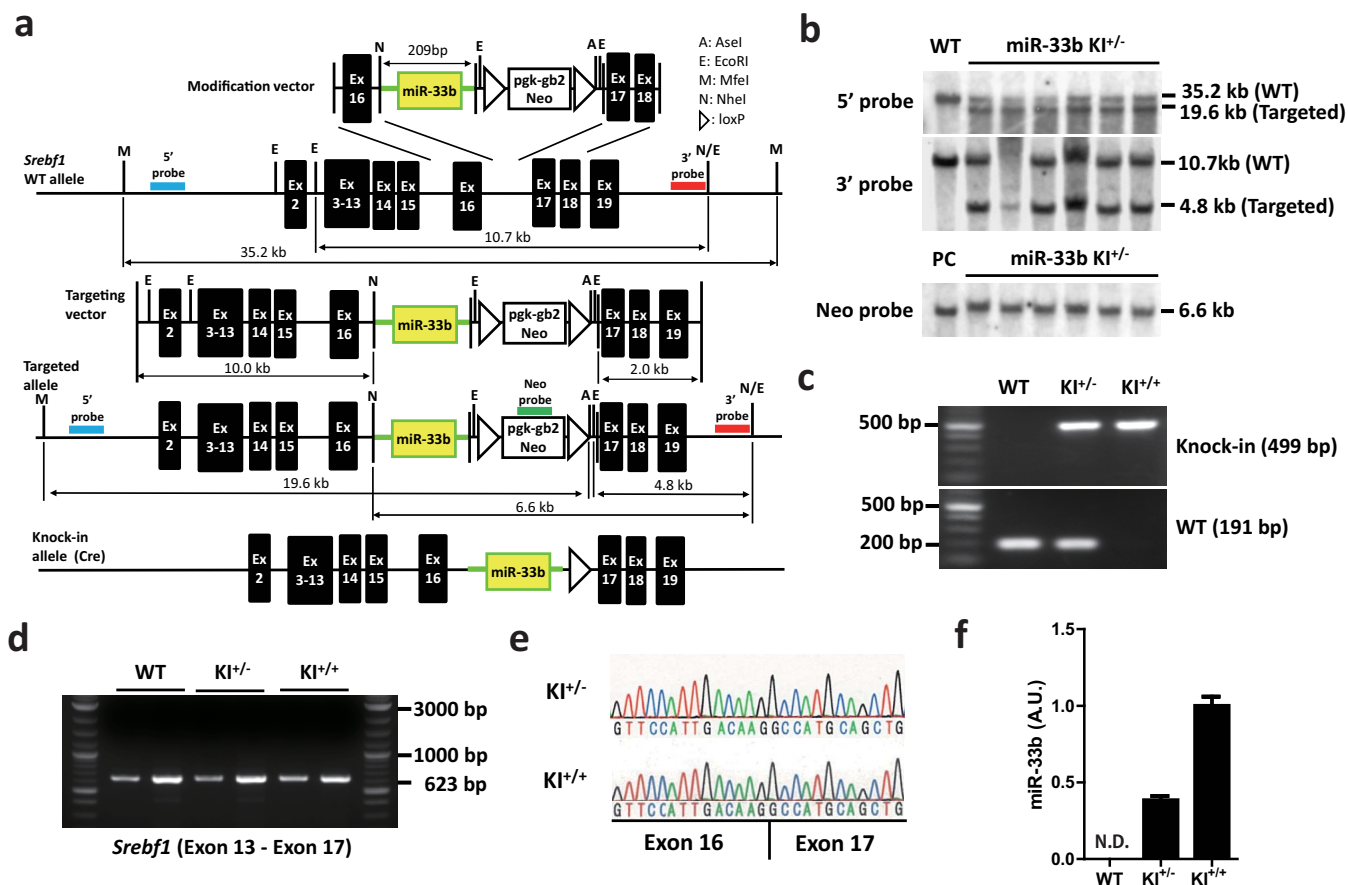 a
Modification vector
Ex
16
N
209bp
miR-33b
E
pgk-gb2
Neo
A E
Ex
17
Ex
18
A: AseI
E: EcoRI
M: MfeI
N: NheI
: loxP
Srebf1
WT allele
M
5’
probe
E
Ex
2
E
Ex
3-13
Ex
14
Ex
15
Ex
16
Ex
17
Ex
18
Ex
19
3’
probe
N/E
M
10.7 kb
35.2 kb
Targeting
vector
E
Ex
2
E
Ex
3-13
Ex
14
Ex
15
Ex
16
N
miR-33b
E
pgk-gb2
Neo
A E
Ex
17
Ex
18
Ex
19
10.0 kb
2.0 kb
Targeted
allele
M
5’
probe
Ex
2
Ex
3-13
Ex
14
Ex
15
Ex
16
N
miR-33b
E
Neo
probe
pgk-gb2
Neo
A E
Ex
17
Ex
18
Ex
19
3’
probe
N/E
19.6 kb
4.8 kb
6.6 kb
Knock-in
allele (Cre)
Ex
2
Ex
3-13
Ex
14
Ex
15
Ex
16
miR-33b
Ex
17
Ex
18
Ex
19
b
WT
miR-33b KI+/-
5’ probe
35.2 kb (WT)
19.6 kb (Targeted)
3’ probe
10.7kb (WT)
4.8 kb (Targeted)
PC
miR-33b KI+/-
Neo probe
6.6 kb
c
WT
KI+/-
KI+/+
500 bp
Knock-in (499 bp)
500 bp
200 bp
WT (191 bp)
d
WT
KI+/-
KI+/+
3000 bp
1000 bp
623 bp
Srebf1 (Exon 13 - Exon 17)
e
KI+/-
GTTCCATTGACAAGGCCATGCAGCTG
KI+/+
GTTCCATTGACAAGGCCATGCAGCTG
Exon 16
Exon 17
f
miR-33b (A.U.)
1.5
1.0
0.5
0.0
N.D.
WT
KI+/-
KI+/+